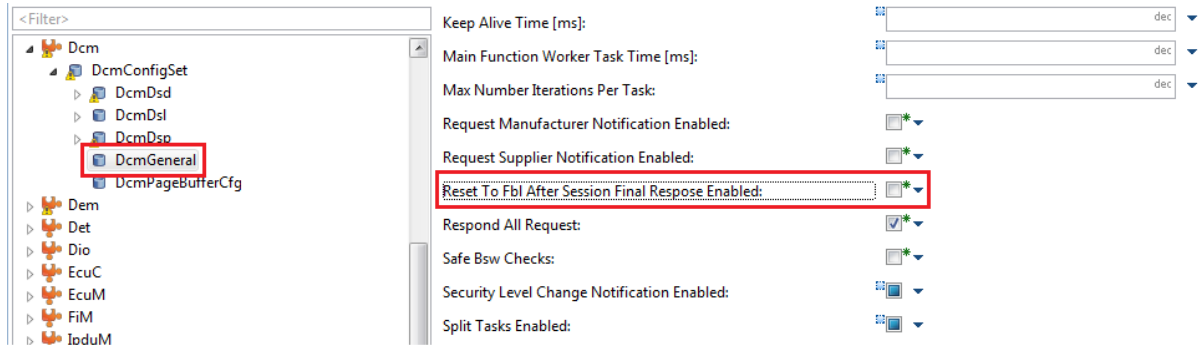 <Filter>
Dcm
DcmConfigSet
DcmDsd
DcmDsl
DcmDsp
DcmGeneral
DcmPageBufferCfg
Dem
Det
Dio
EcuC
EcuM
FiM
IpduM
Keep Alive Time [ms]: dec
Main Function Worker Task Time [ms]: dec
Max Number Iterations Per Task: dec
Request Manufacturer Notification Enabled:
Request Supplier Notification Enabled:
Reset To Fbl After Session Final Respose Enabled:
Respond All Request:
Safe Bsw Checks:
Security Level Change Notification Enabled:
Split Tasks Enabled: